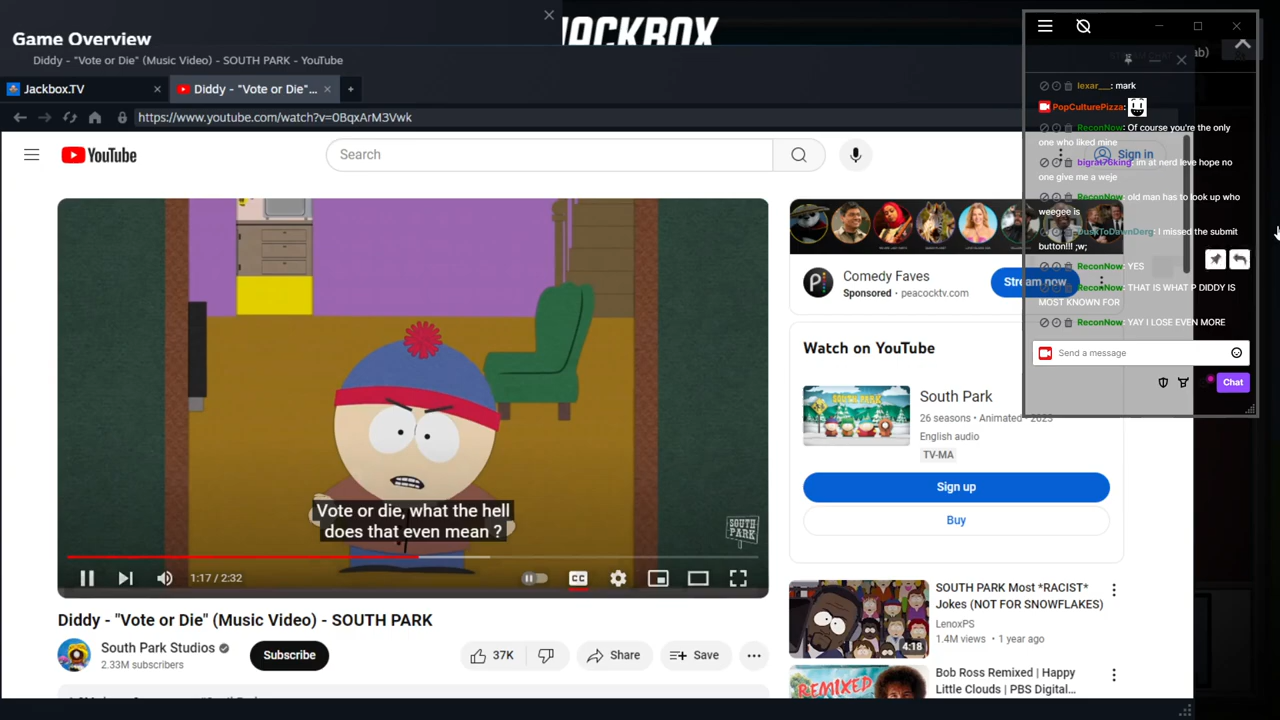 JACKBOX
Game Overview
Diddy - "Vote or Die" (Music Video) - SOUTH PARK - YouTube
Jackbox.TV
Diddy - "Vote or Die"...
https://www.youtube.com/watch?v=0BqxArM3Vwk
YouTube
Search
Sign in
Vote or die, what the hell
does that even mean ?
SOUTH
PARK
1:17 / 2:32
CC
Diddy - "Vote or Die" (Music Video) - SOUTH PARK
South Park Studios
2.33M subscribers
Subscribe
37K
Share
Save
Comedy Faves
Sponsored · peacocktv.com
Stream now
Watch on YouTube
SOUTH PARK
South Park
26 seasons • Animated • 2023
English audio
TV-MA
Sign up
Buy
4:18
SOUTH PARK Most *RACIST*
Jokes (NOT FOR SNOWFLAKES)
LenoxPS
1.4M views • 1 year ago
REMIXED
Bob Ross Remixed | Happy
Little Clouds | PBS Digital...
lexar___: mark
PopCulturePizza:
ReconNow: Of course you're the only
one who liked mine
bigrat76king: im at nerd leve hope no
one give me a weje
ReconNow: old man has to look up who
weegee is
DuskToDawnDerg: I missed the submit
button!!! ;w;
ReconNow: YES
ReconNow: THAT IS WHAT P DIDDY IS
MOST KNOWN FOR
ReconNow: YAY I LOSE EVEN MORE
Send a message
Chat